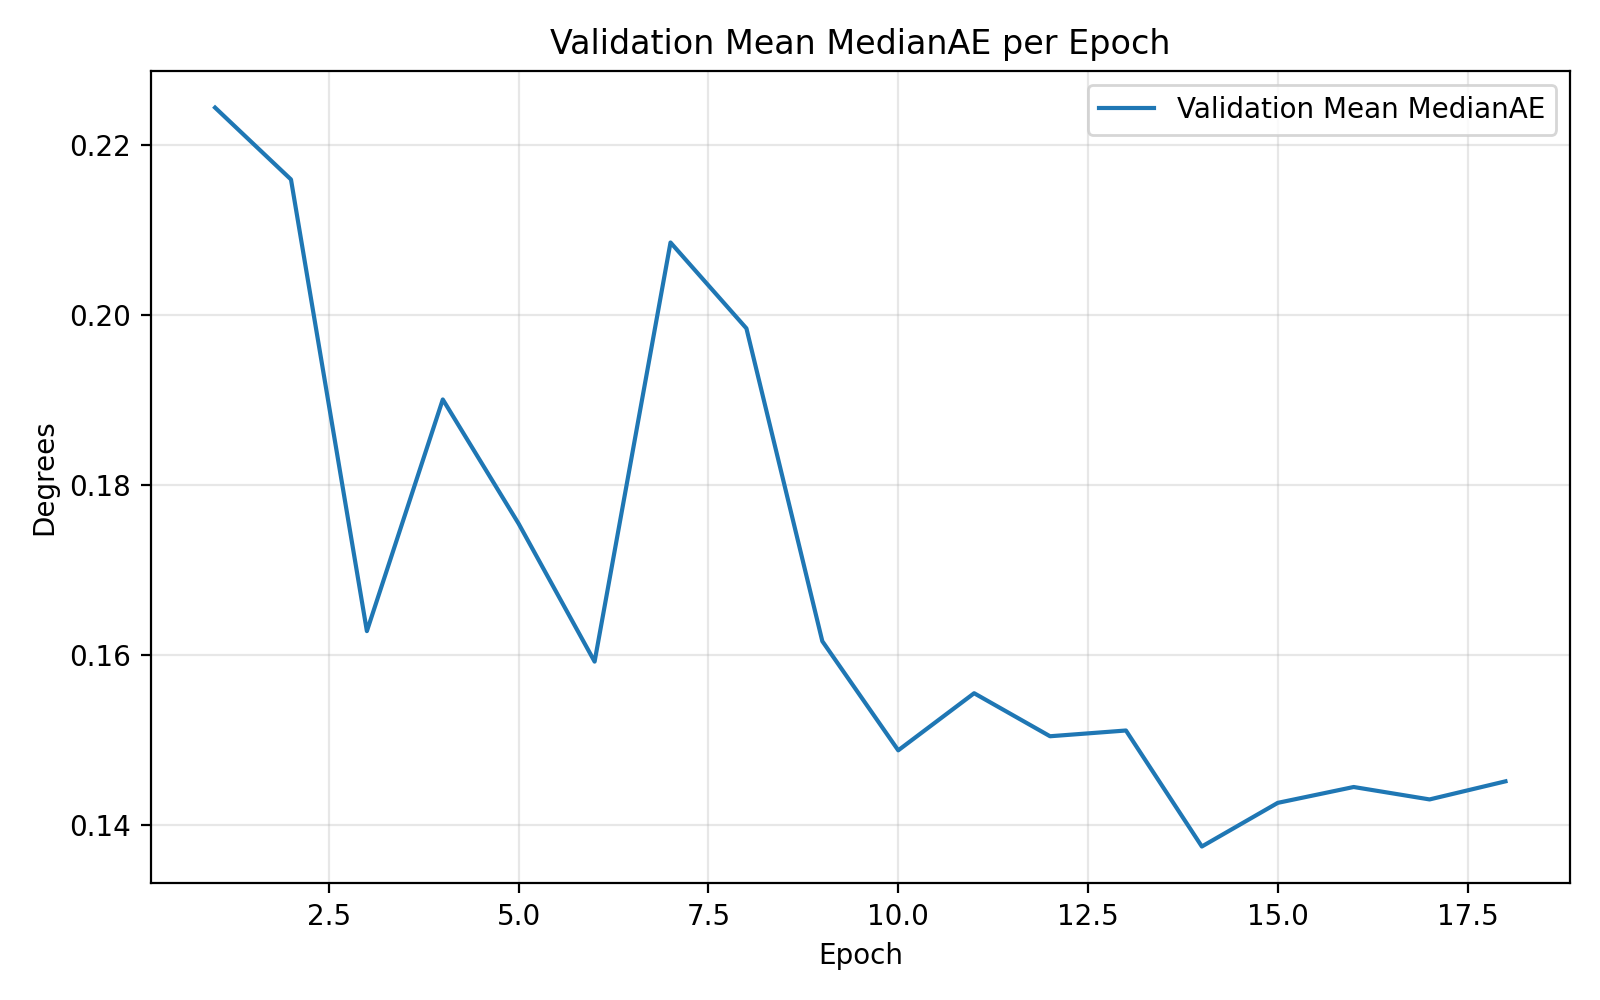 Validation Mean MedianAE per Epoch
Validation Mean MedianAE
0.22
0.20
0.18
0.16
0.14
Degrees
2.5 5.0 7.5 10.0 12.5 15.0 17.5
Epoch